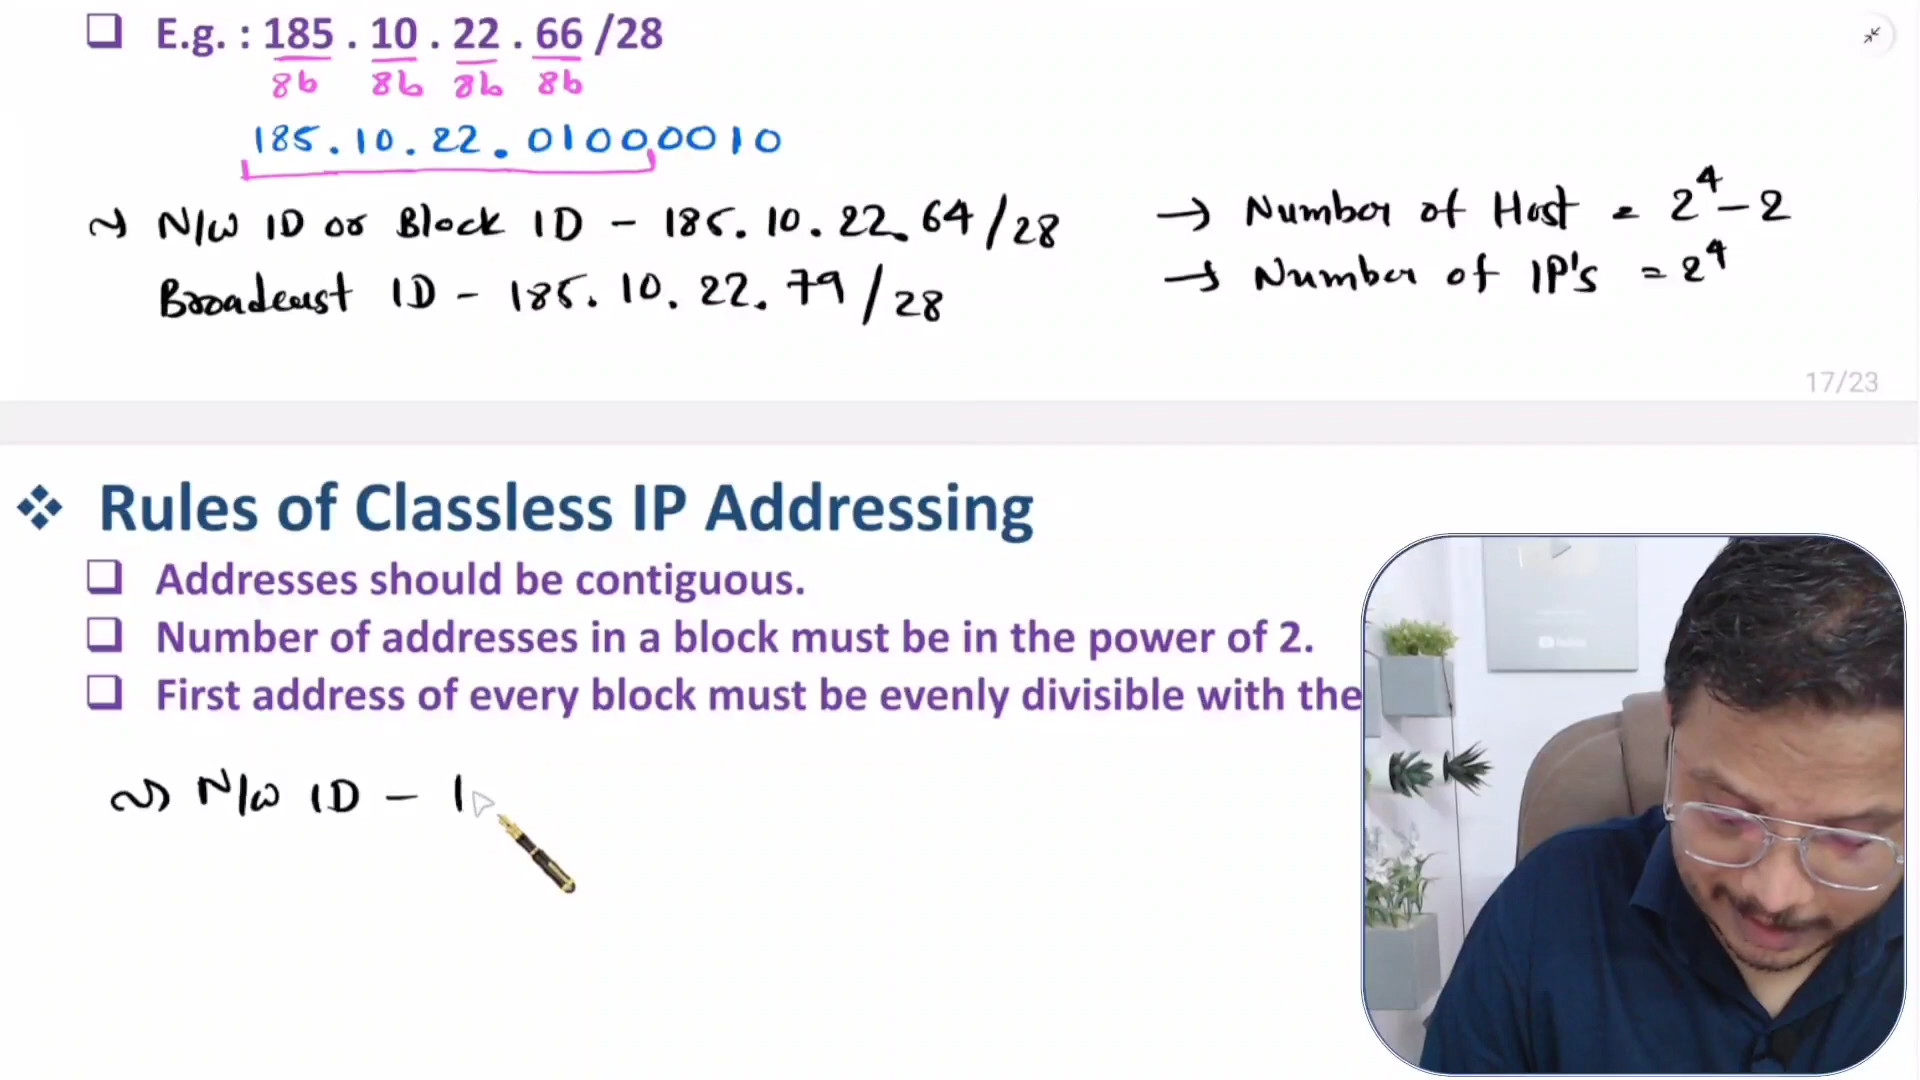 ❑ E.g. : 185 . 10 . 22 . 66 /28
8b 8b 8b 8b
185.10.22.01000010
~> N/W ID or Block ID - 185.10.22.64/28
Broadcast ID - 185.10.22.79/28
→ Number of Host = 2⁴-2
→ Number of IP's = 2⁴
17/23
❖ Rules of Classless IP Addressing
❑ Addresses should be contiguous.
❑ Number of addresses in a block must be in the power of 2.
❑ First address of every block must be evenly divisible with the
~> N/W ID - 1